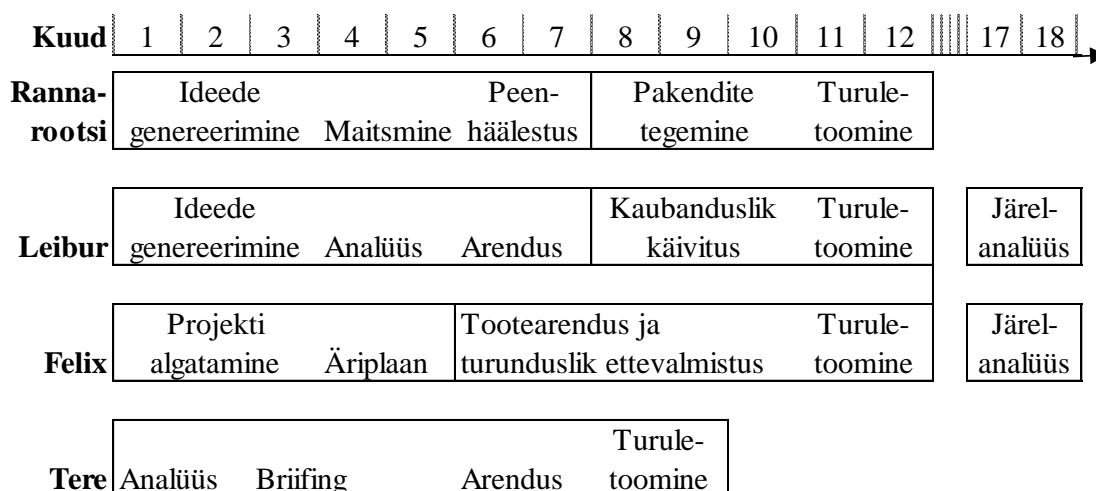 Kuud 1 2 3 4 5 6 7 8 9 10 11 12 17 18
Ranna- Ideede Peen- Pakendite Turule-
rootsi genereerimine Maitsmine häälestus tegemine toomine
Ideede Kaubanduslik Turule- Järel-
Leibur genereerimine Analüüs Arendus käivitus toomine analüüs
Projekti Tootearendus ja Turule- Järel-
Felix algatamine Äriplaan turunduslik ettevalmistus toomine analüüs
Turule-
Tere Analüüs Briifing Arendus toomine